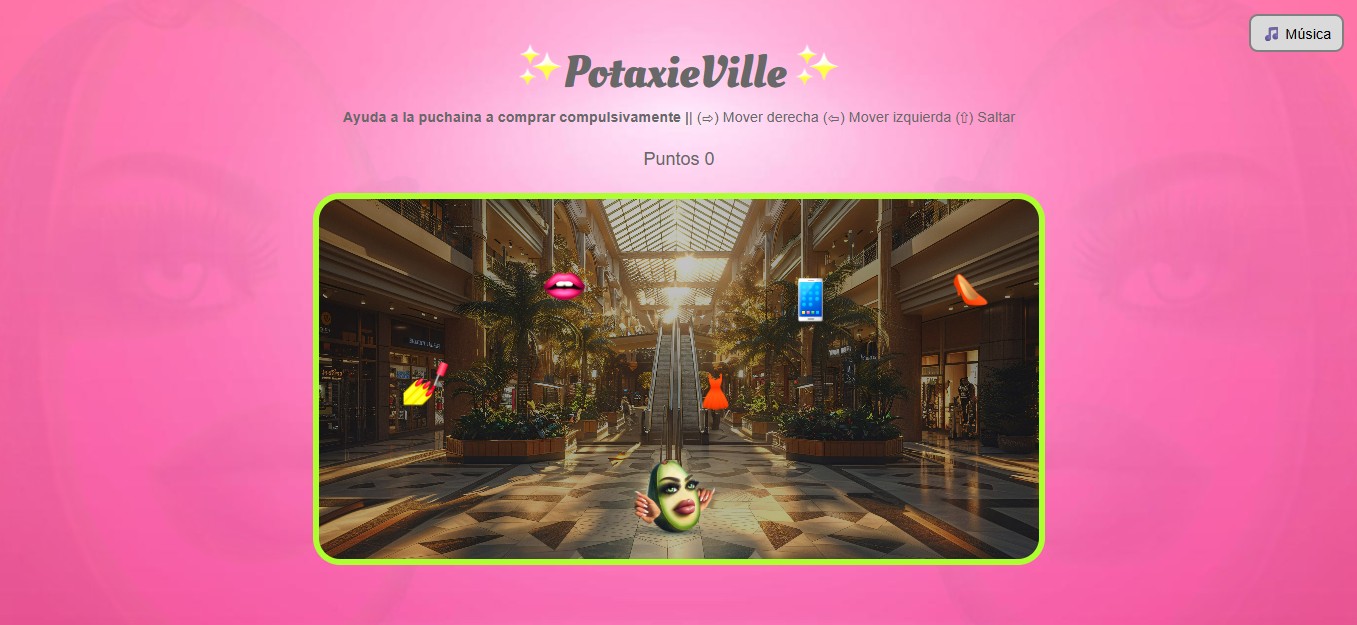 Música
PotaxieVille
Ayuda a la puchaina a comprar compulsivamente || (⇨) Mover derecha (⇦) Mover izquierda (⇧) Saltar
Puntos 0